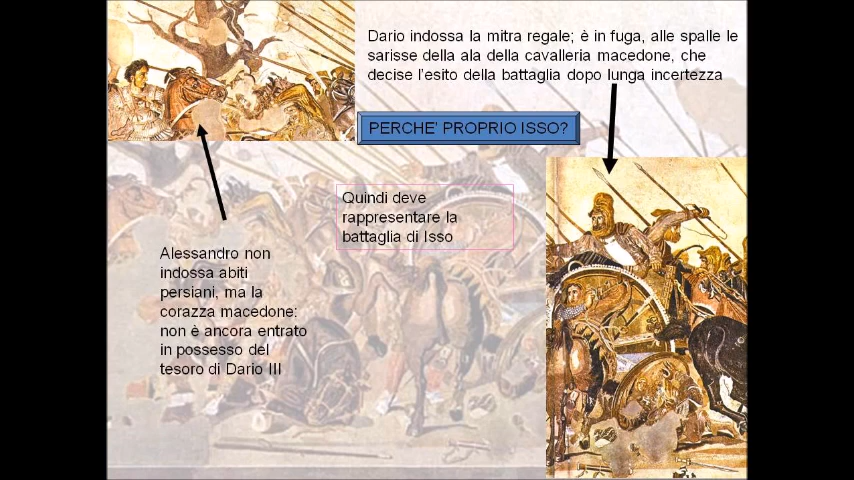 Dario indossa la mitra regale; è in fuga, alle spalle le
sarisse della ala della cavalleria macedone, che
decise l'esito della battaglia dopo lunga incertezza
PERCHE' PROPRIO ISSO?
Quindi deve
rappresentare la
battaglia di Isso
Alessandro non
indossa abiti
persiani, ma la
corazza macedone:
non è ancora entrato
in possesso del
tesoro di Dario III